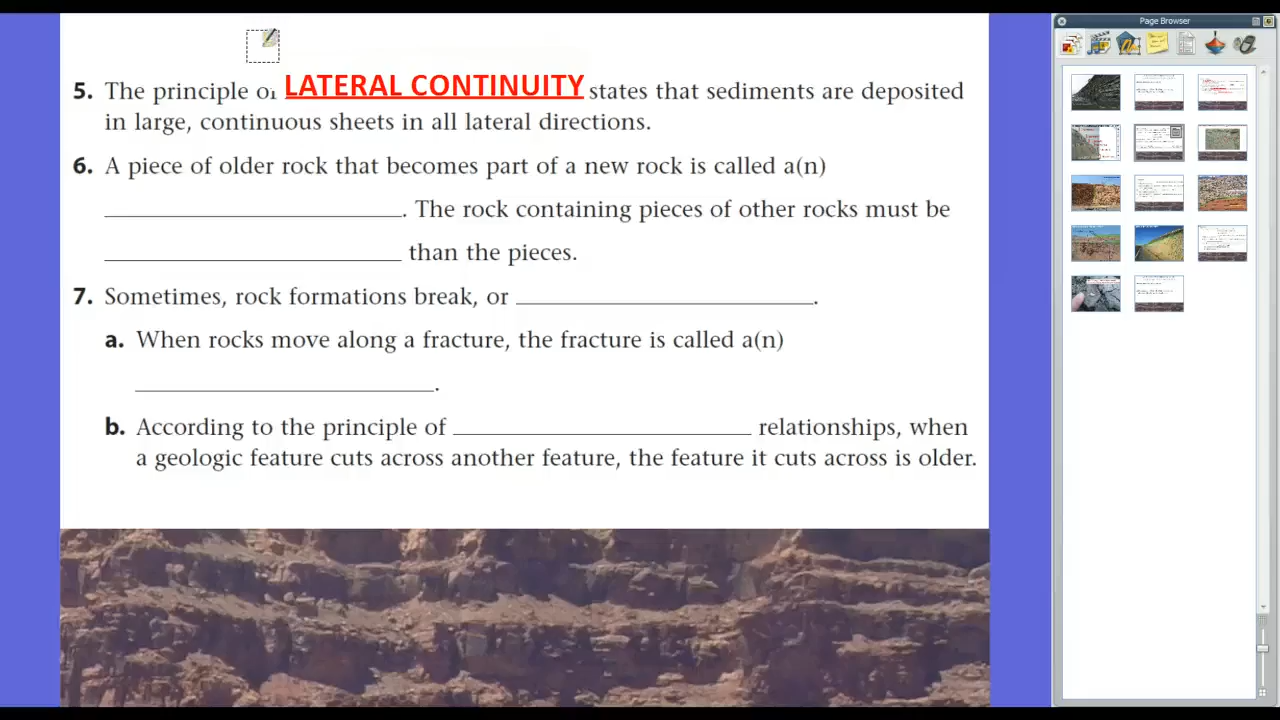 Page Browser
5. The principle of LATERAL CONTINUITY states that sediments are deposited
in large, continuous sheets in all lateral directions.
6. A piece of older rock that becomes part of a new rock is called a(n)
. The rock containing pieces of other rocks must be
than the pieces.
7. Sometimes, rock formations break, or .
a. When rocks move along a fracture, the fracture is called a(n)
.
b. According to the principle of relationships, when
a geologic feature cuts across another feature, the feature it cuts across is older.